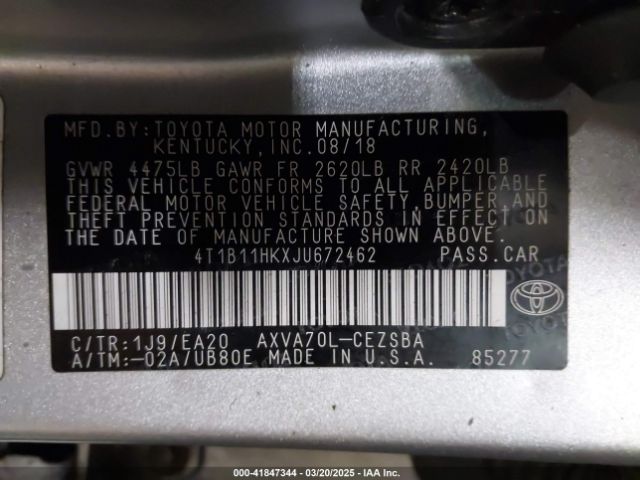 MFD.BY:TOYOTA MOTOR MANUFACTURING,
KENTUCKY,INC.08/18
GVWR 4475LB GAWR FR 2620LB RR 2420LB
THIS VEHICLE CONFORMS TO ALL APPLICABLE
FEDERAL MOTOR VEHICLE SAFETY,BUMPER,AND
THEFT PREVENTION STANDARDS IN EFFECT ON
THE DATE OF MANUFACTURE SHOWN ABOVE.
4T1B11HKXJU672462 PASS.CAR
C/TR:1J9/EA20 AXVA70L-CEZSBA
A/TM:-02A/UB80E MADE IN U.S.A. 85277
000-41847344 | 03/20/2025 | IAA Inc.